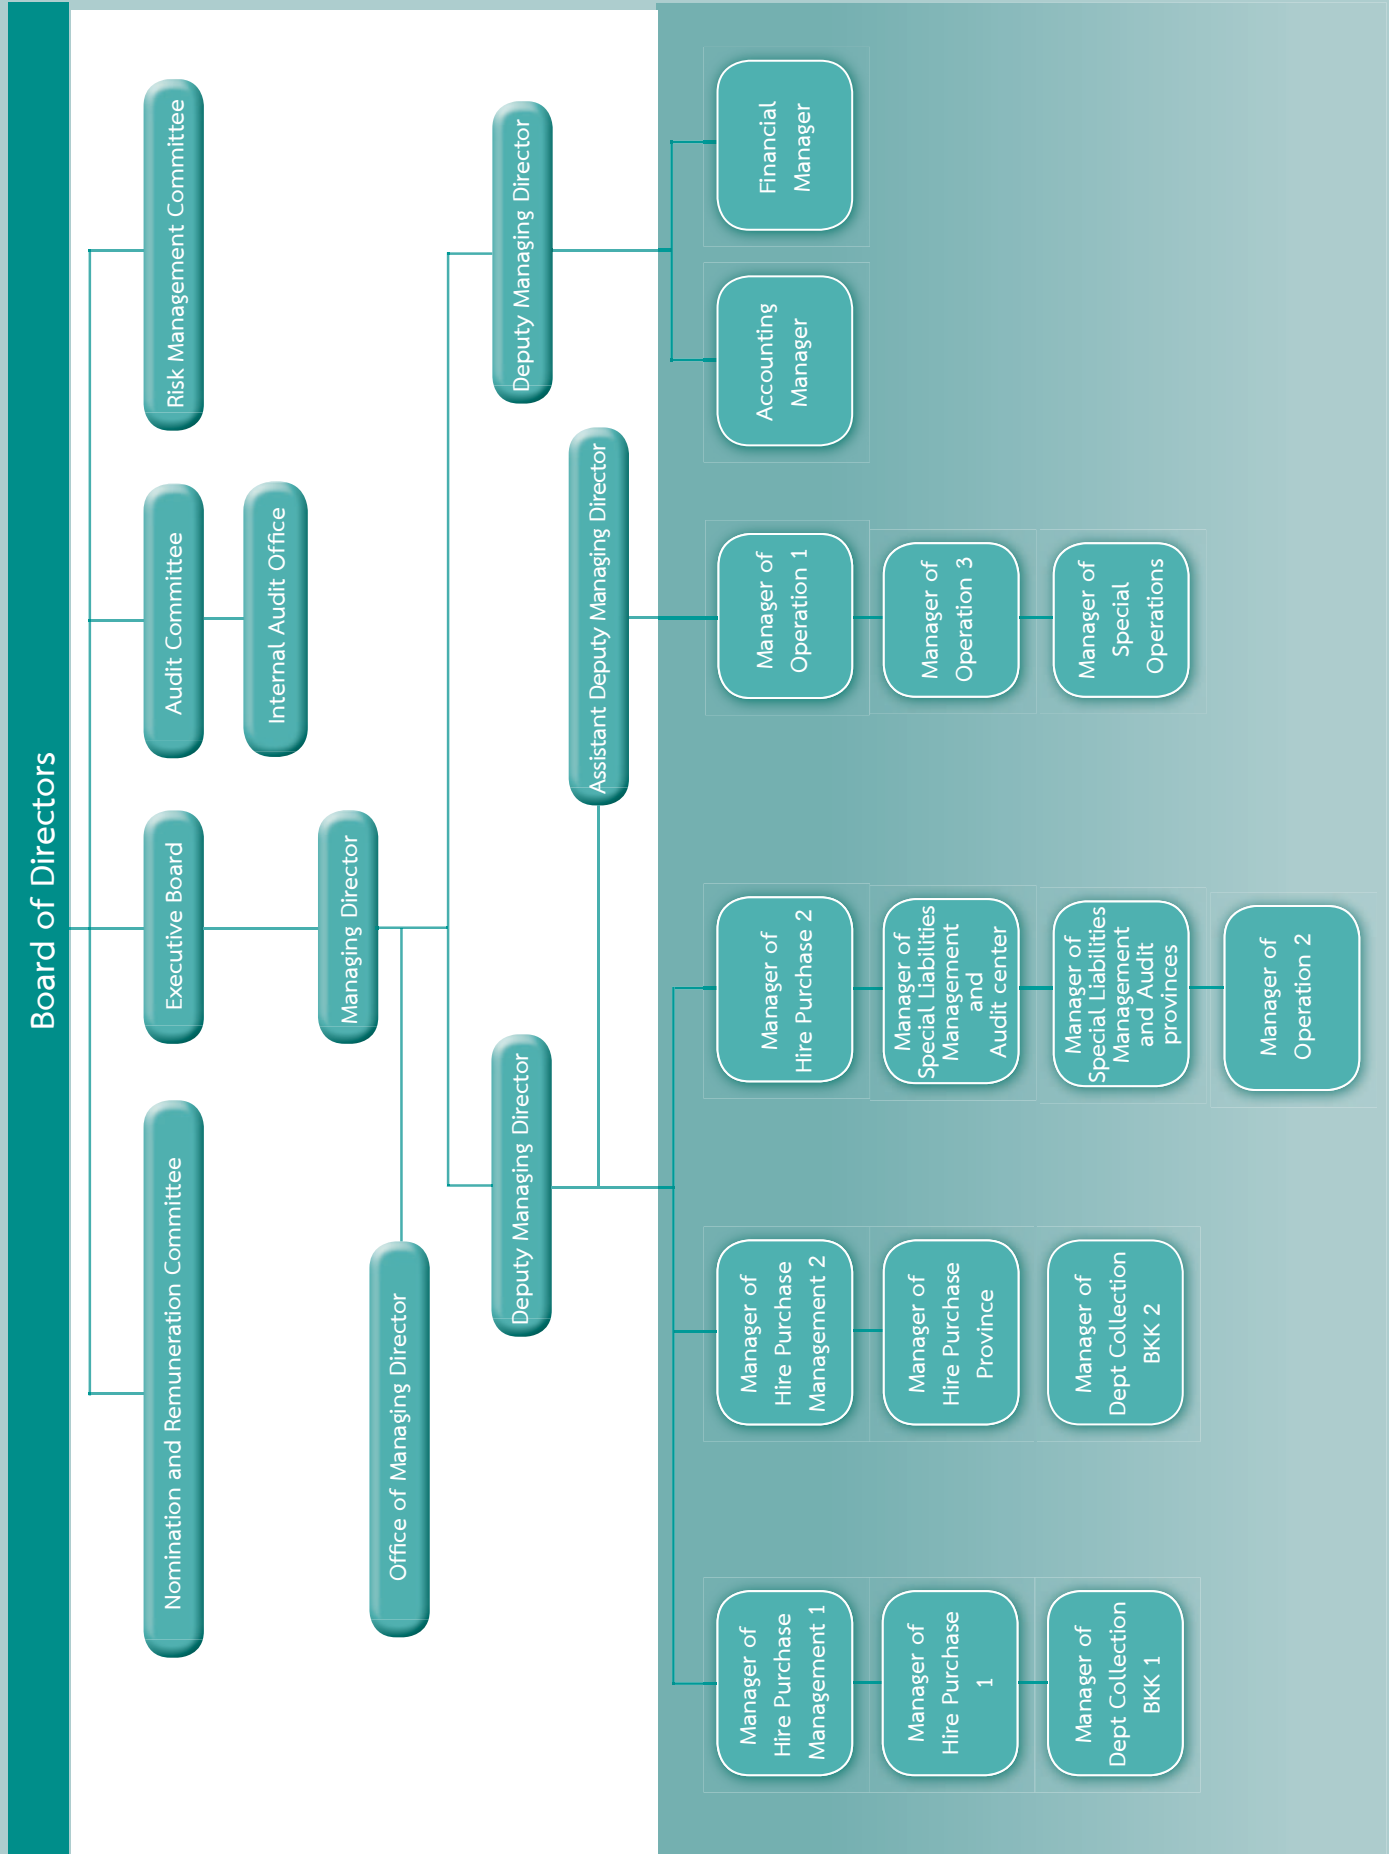 Board of Directors
Nomination and Remuneration Committee
Executive Board
Audit Committee
Risk Management Committee
Internal Audit Office
Managing Director
Office of Managing Director
Deputy Managing Director
Deputy Managing Director
Assistant Deputy Managing Director
Manager of
Hire Purchase
Management 1
Manager of
Hire Purchase
1
Manager of
Dept Collection
BKK 1
Manager of
Hire Purchase
Management 2
Manager of
Hire Purchase
Province
Manager of
Dept Collection
BKK 2
Manager of
Hire Purchase 2
Manager of
Special Liabilities
Management
and
Audit center
Manager of
Special Liabilities
Management
and Audit
provinces
Manager of
Operation 2
Manager of
Operation 1
Manager of
Operation 3
Manager of
Special
Operations
Accounting
Manager
Financial
Manager